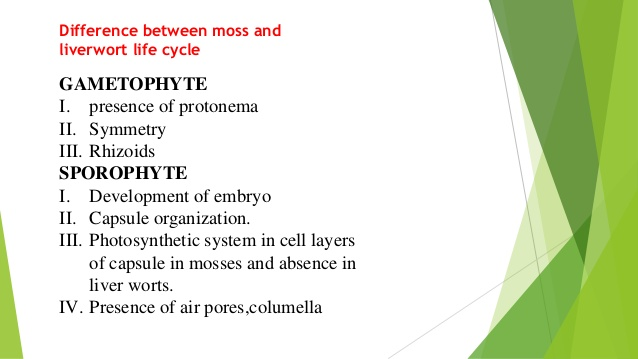 Difference between moss and
liverwort life cycle
GAMETOPHYTE
I. presence of protonema
II. Symmetry
III. Rhizoids
SPOROPHYTE
I. Development of embryo
II. Capsule organization.
III. Photosynthetic system in cell layers
of capsule in mosses and absence in
liver worts.
IV. Presence of air pores,columella